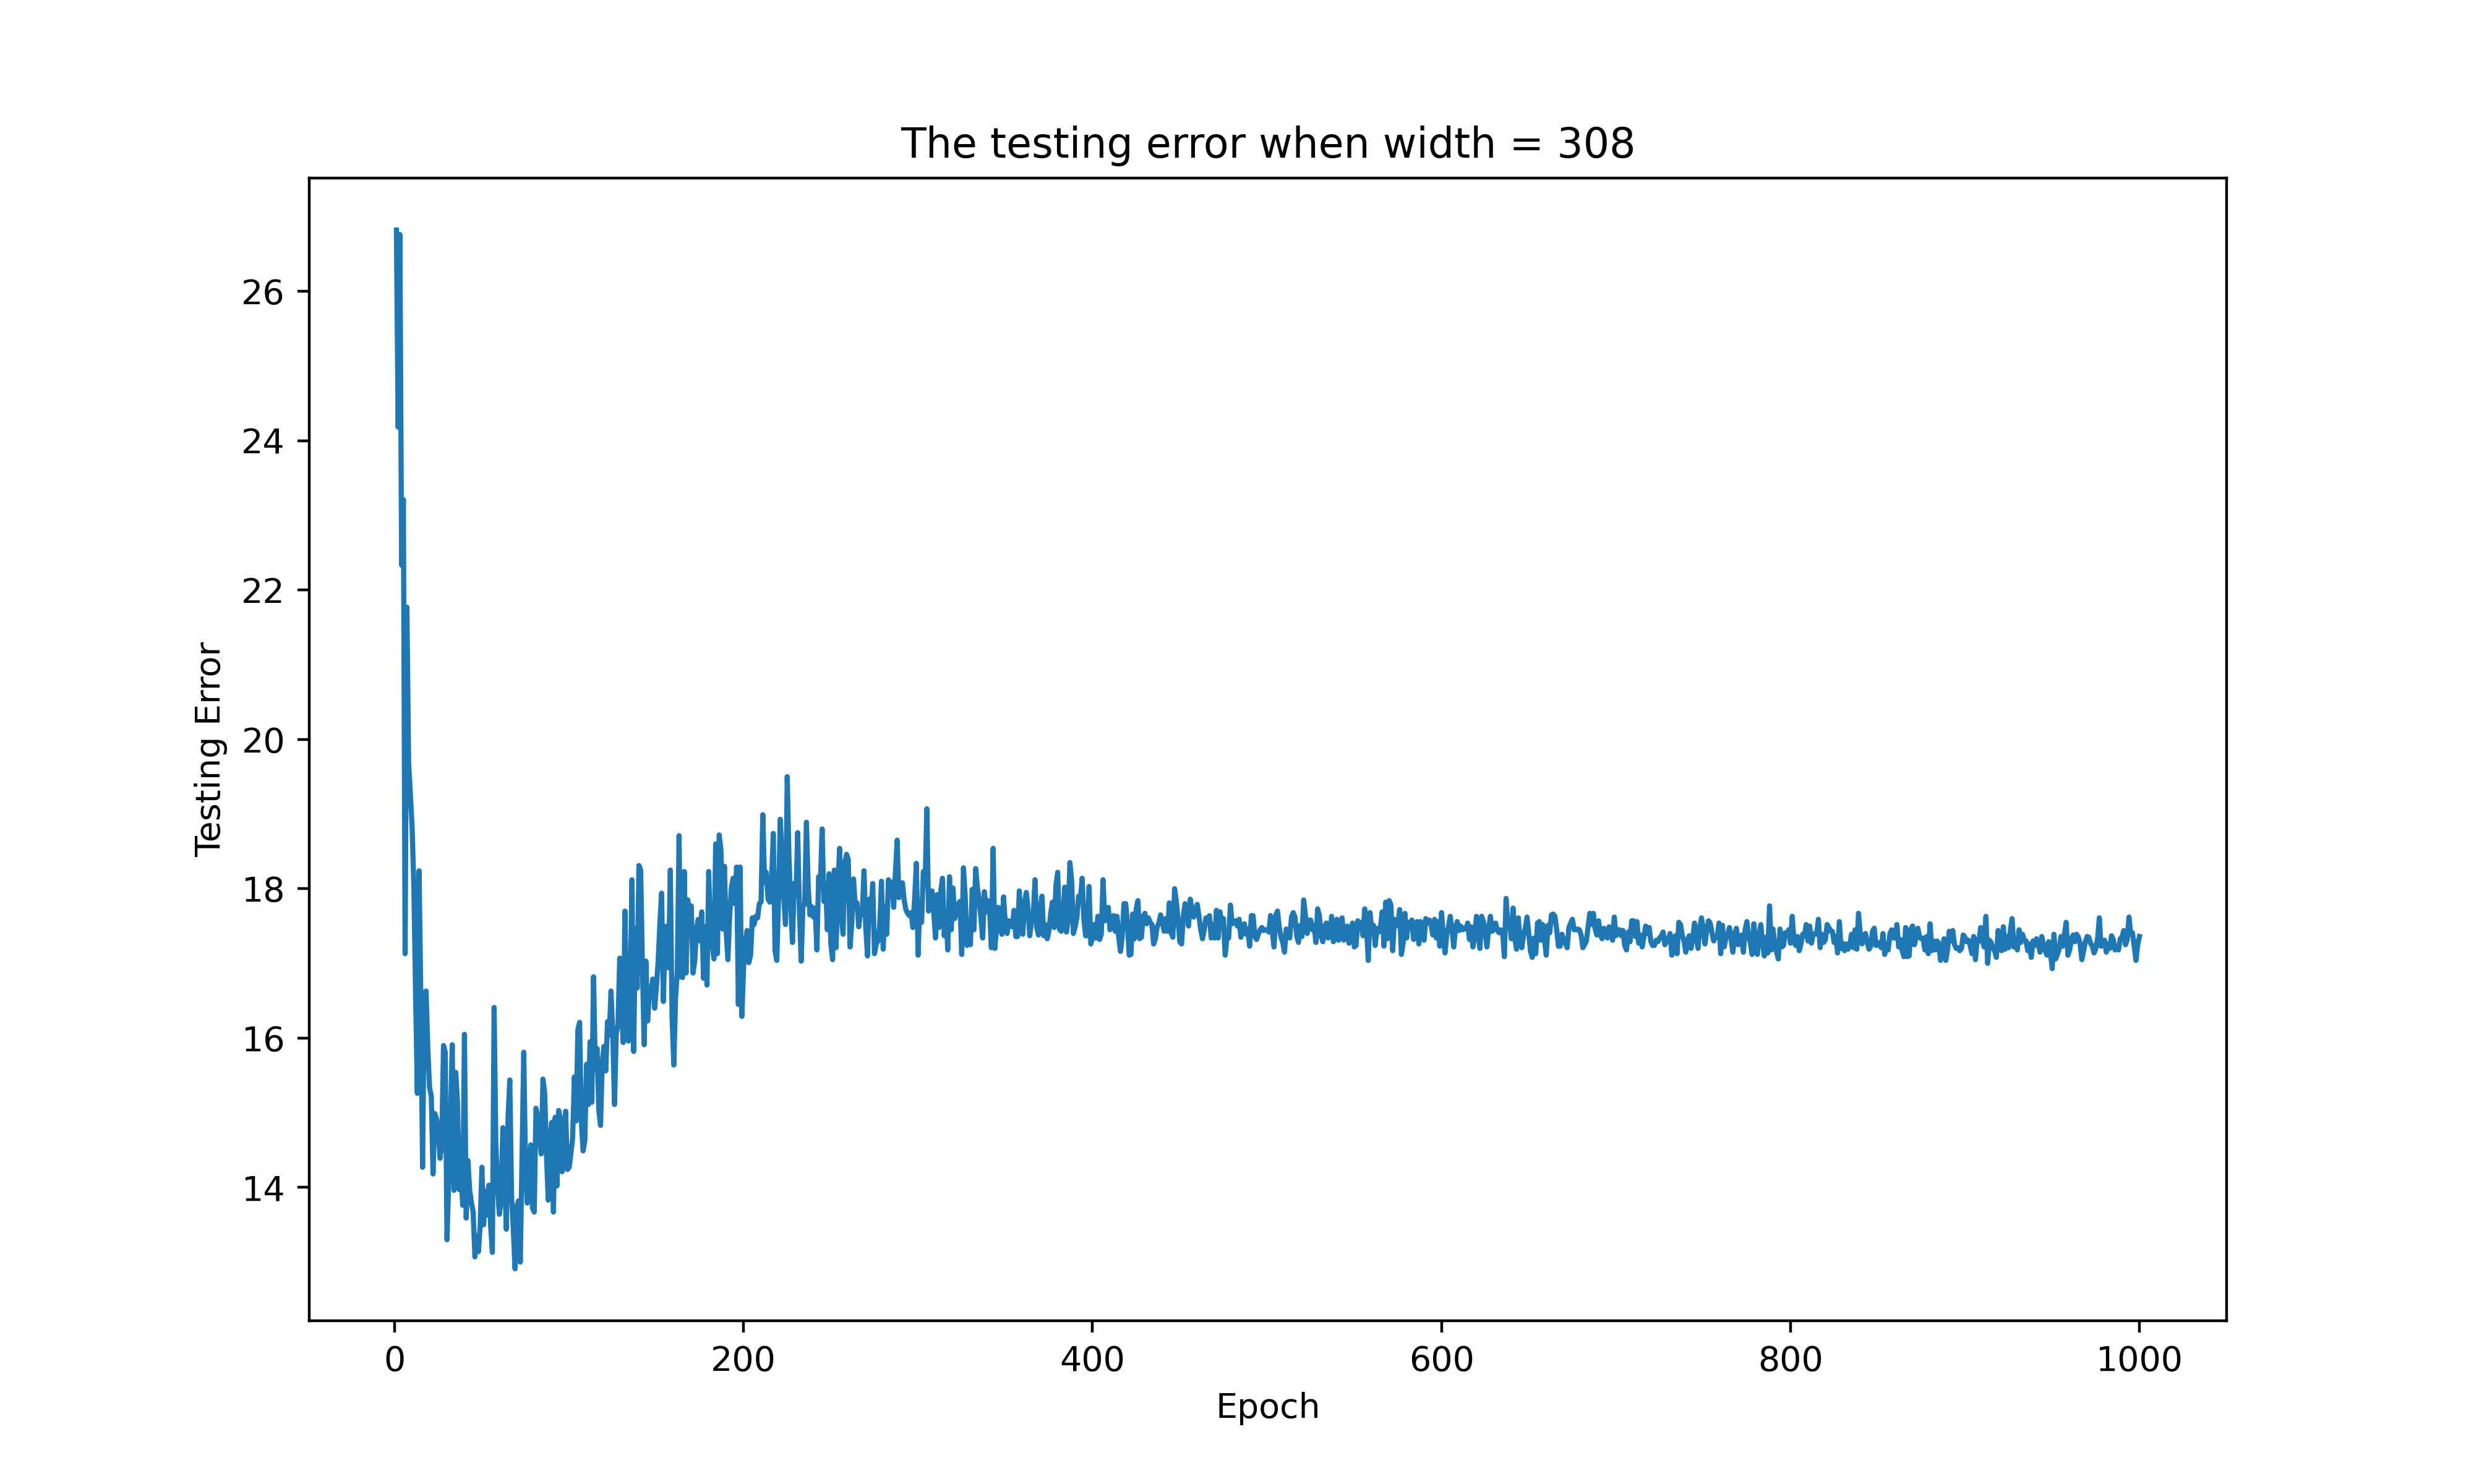 The testing error when width = 308
26
24
22
20
18
16
14
Testing Error
0 200 400 600 800 1000
Epoch